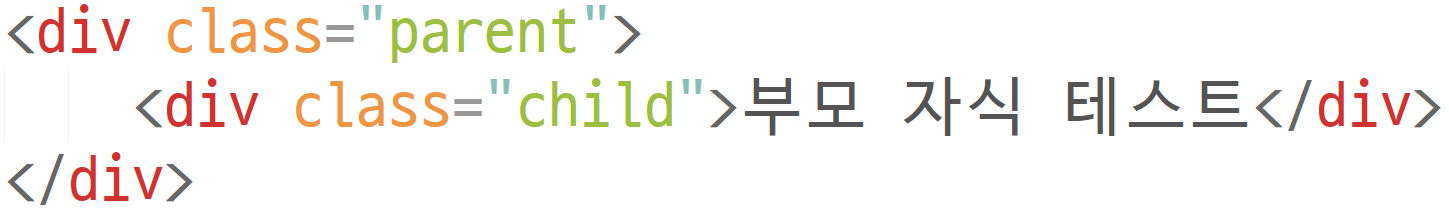 <div class="parent">
    <div class="child">부모 자식 테스트</div>
</div>